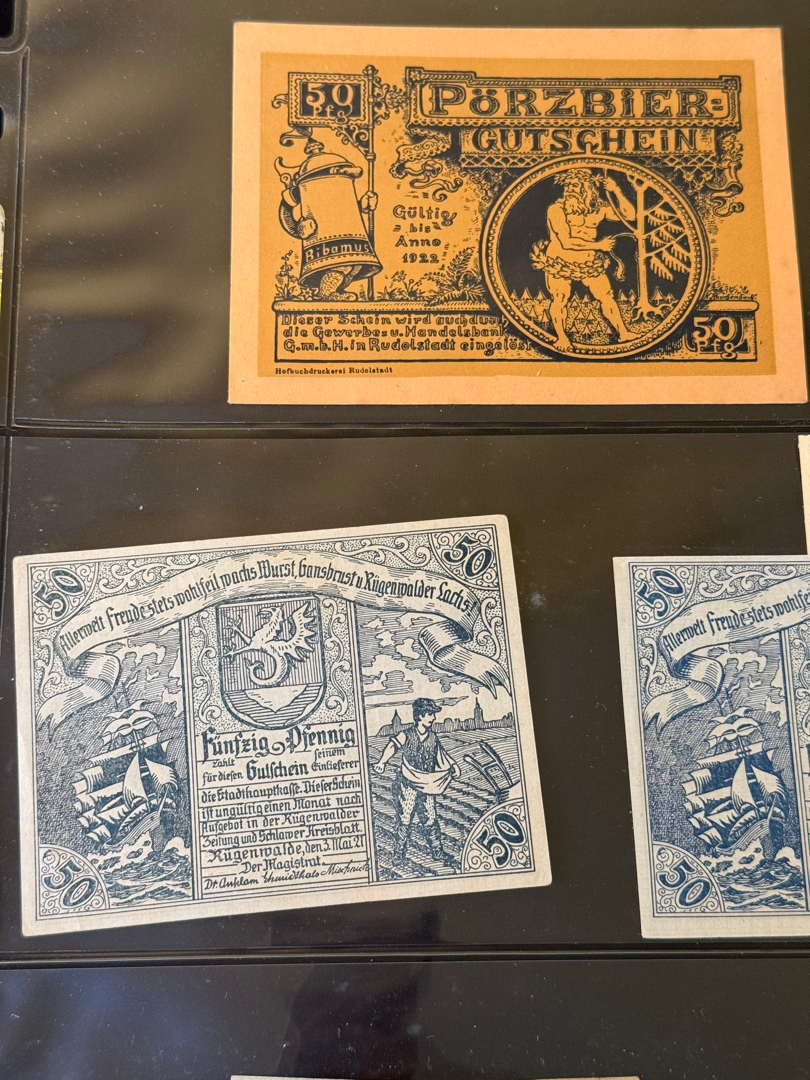 50
Pfg
PÖRZBIER=
GUTSCHEIN
Gültig
bis
Anno
1922
Bibamus
Dieser Schein wird auch durch
die Gewerbe= u. Handelsbank
G.m.b.H. in Rudolstadt eingelöst
50
Pfg
Hofbuchdruckerei Rudolstadt
50
50
Allerwelt Freude stets wohlfeil wachs Wurst, Gansbrust u Rügenwalder Lachs
Fünfzig Pfennig
zahlt seinem
für diesen Gutschein Einlieferer
die Stadthauptkasse. Dieser Schein
ist ungültig einen Monat nach
Aufgebot in der Rügenwalder
Zeitung und Schlawer Kreisblatt.
Rügenwalde, den 3. Mai 21
Der Magistrat
Dr. Anklam
50
50
50
Allerwelt Freude stets wohlfe
50